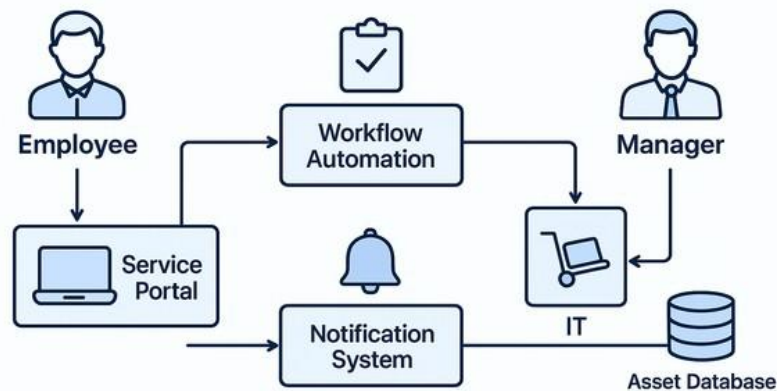 Employee
Workflow
Automation
Manager
Service
Portal
Notification
System
IT
Asset Database